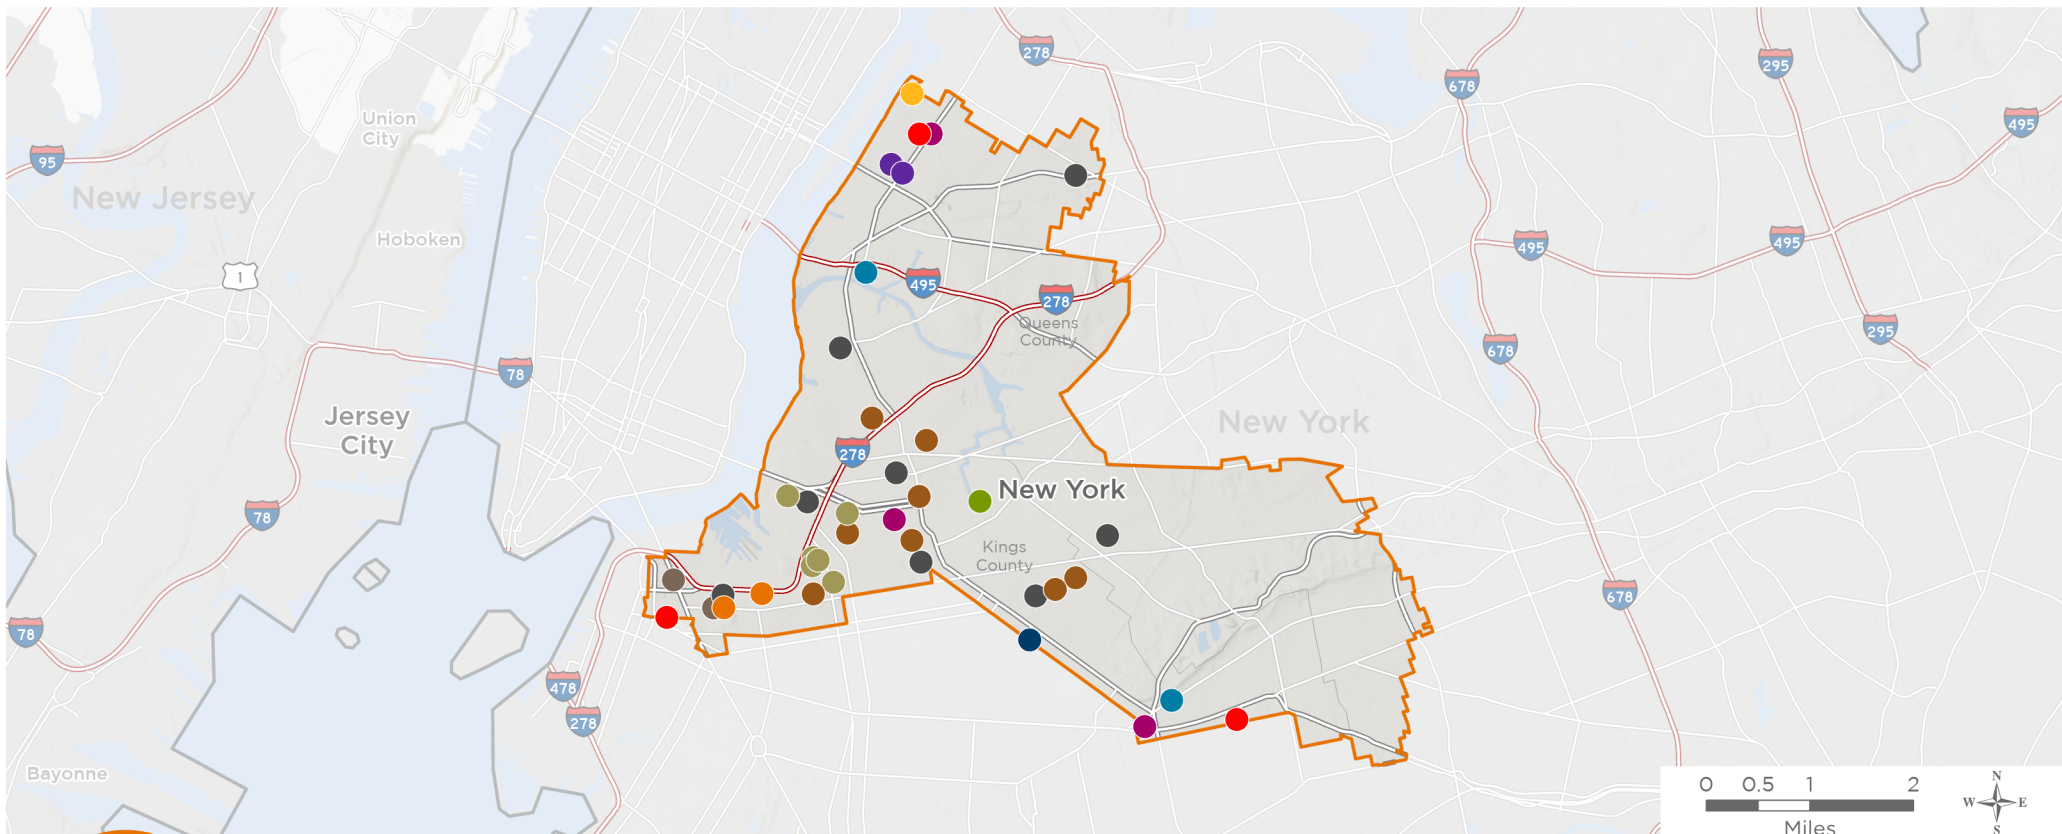 278
295
678
495
Union
City
95
New Jersey
Hoboken
495
495
1
495
278
Queens
County
295
678
78
Jersey
City
New York
278
New York
78
Kings
County
678
78
478
278
Bayonne
0 0.5 1 2
Miles
N
W E
S